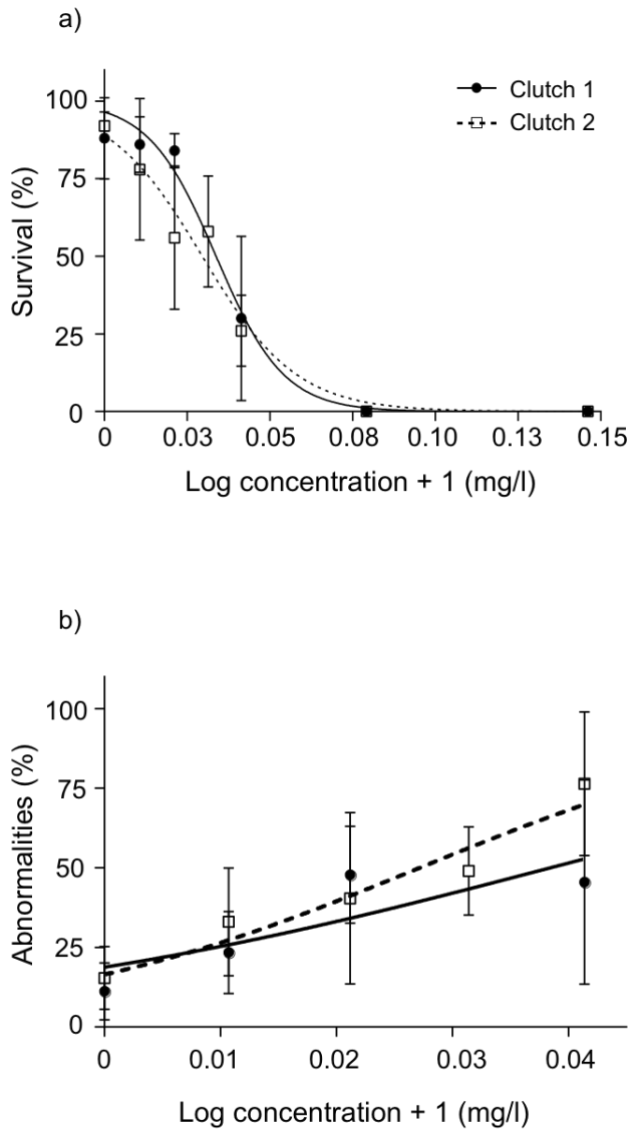 a)
Clutch 1
Clutch 2
Survival (%)
100
75
50
25
0
0 0.03 0.05 0.08 0.10 0.13 0.15
Log concentration + 1 (mg/l)
b)
Abnormalities (%)
100
75
50
25
0
0 0.01 0.02 0.03 0.04
Log concentration + 1 (mg/l)